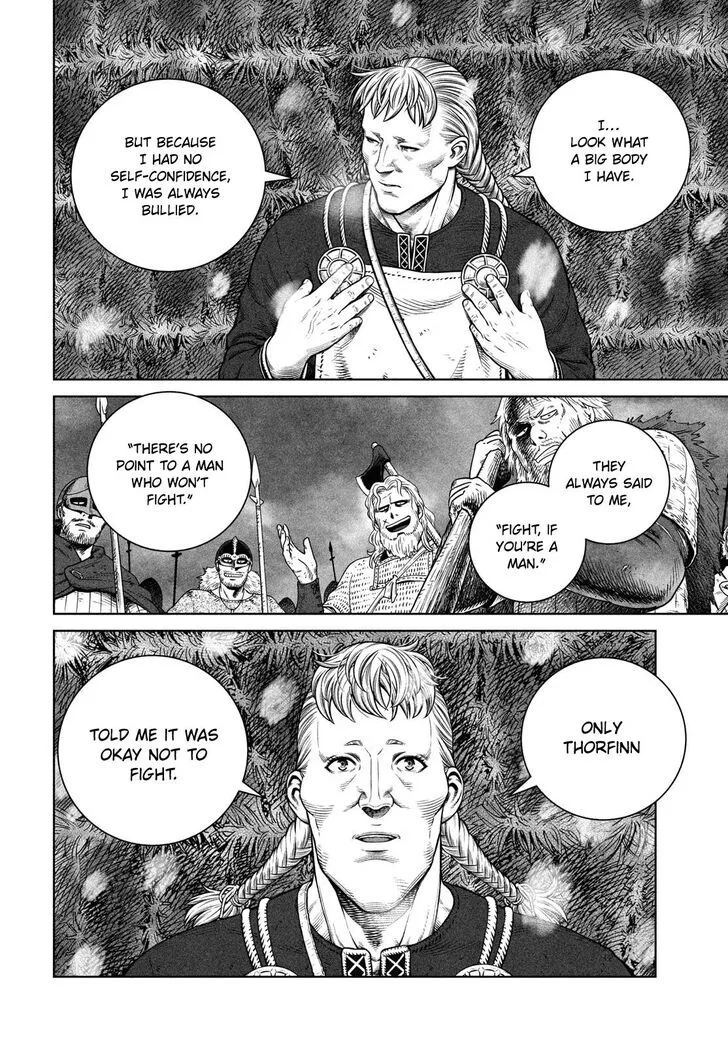 I...
LOOK WHAT
A BIG BODY
I HAVE.
BUT BECAUSE
I HAD NO
SELF-CONFIDENCE,
I WAS ALWAYS
BULLIED.
THEY
ALWAYS SAID
TO ME,
"FIGHT, IF
YOU'RE A
MAN."
"THERE'S NO
POINT TO A MAN
WHO WON'T
FIGHT."
ONLY
THORFINN
TOLD ME IT WAS
OKAY NOT TO
FIGHT.